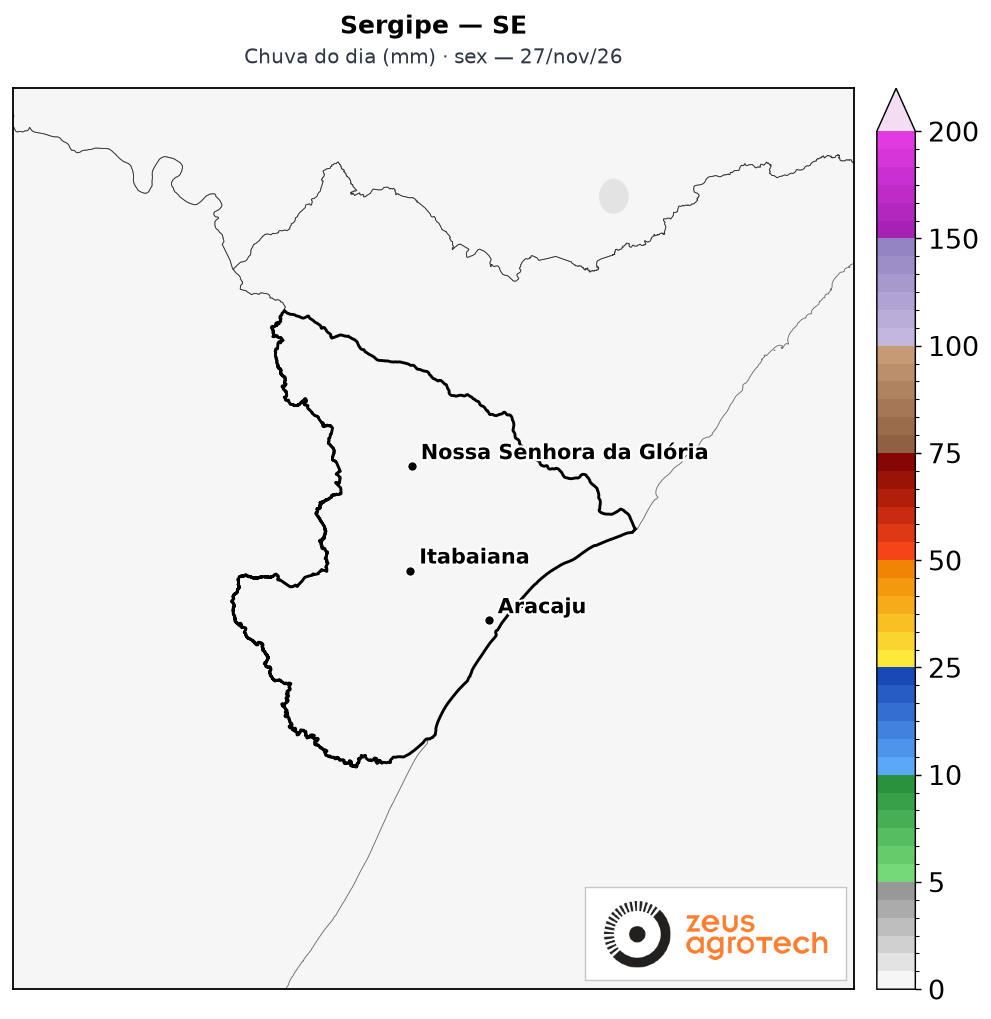 Sergipe — SE
Chuva do dia (mm) · sex — 27/nov/26
200
150
100
75
50
25
10
5
0
Nossa Senhora da Glória
Itabaiana
Aracaju
zeus
agrotech